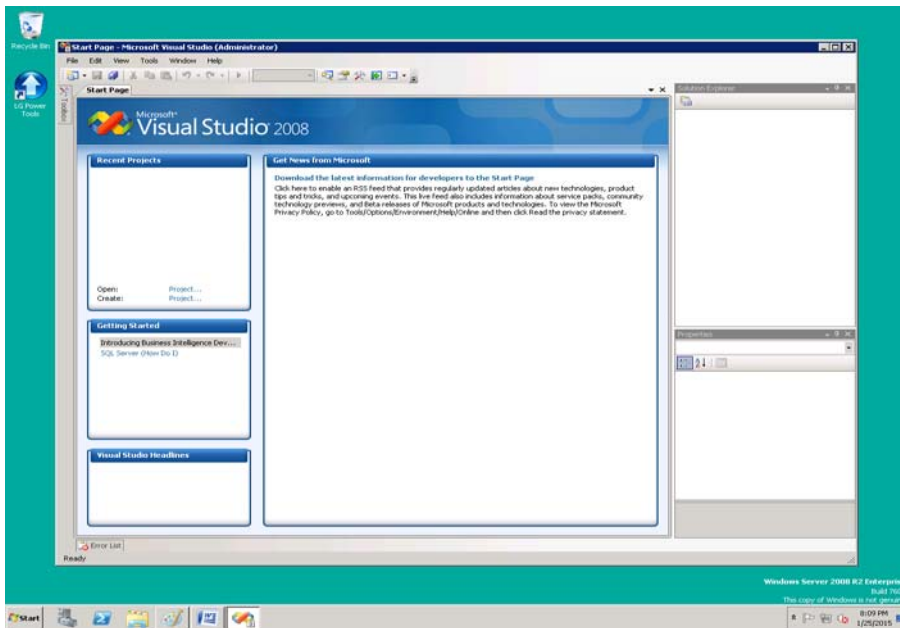 Recycle Bin
LG Power
Tools
Start Page - Microsoft Visual Studio (Administrator)
File Edit View Tools Window Help
Toolbox
Start Page
Microsoft®
Visual Studio® 2008
Recent Projects
Open: Project...
Create: Project...
Getting Started
Introducing Business Intelligence Dev...
SQL Server (How Do I)
Visual Studio Headlines
Get News from Microsoft
Download the latest information for developers to the Start Page
Click here to enable an RSS feed that provides regularly updated articles about new technologies, product
tips and tricks, and upcoming events. This live feed also includes information about service packs, community
technology previews, and Beta releases of Microsoft products and technologies. To view the Microsoft
Privacy Policy, go to Tools/Options/Environment/Help/Online and then click Read the privacy statement.
Solution Explorer
Properties
Error List
Ready
Windows Server 2008 R2 Enterpris
Build 760
This copy of Windows is not genuin
Start
8:09 PM
1/25/2015